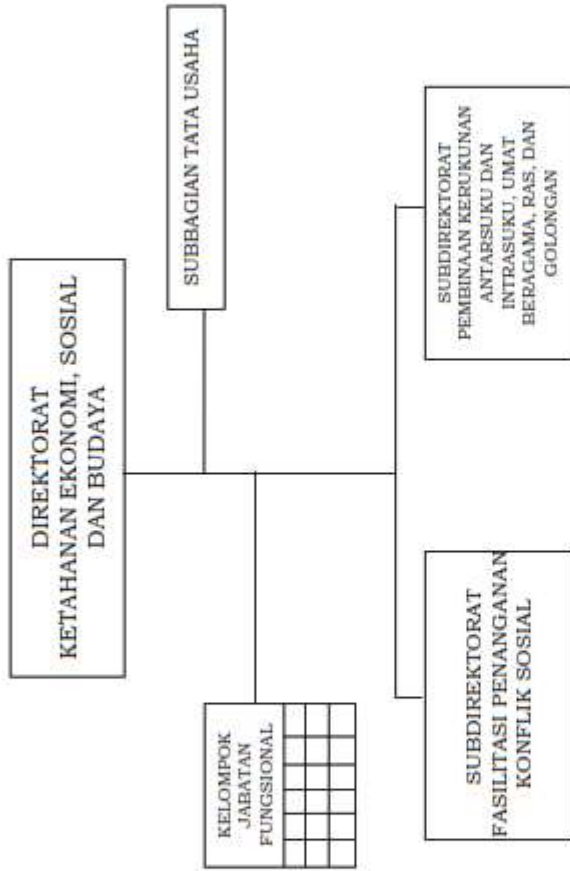 DIREKTORAT
KETAHANAN EKONOMI, SOSIAL
DAN BUDAYA
SUBBAGIAN TATA USAHA
KELOMPOK
JABATAN
FUNGSIONAL
SUBDIREKTORAT
FASILITASI PENANGANAN
KONFLIK SOSIAL
SUBDIREKTORAT
PEMBINAAN KERUKUNAN
ANTARSUKU DAN
INTRASUKU, UMAT
BERAGAMA, RAS, DAN
GOLONGAN